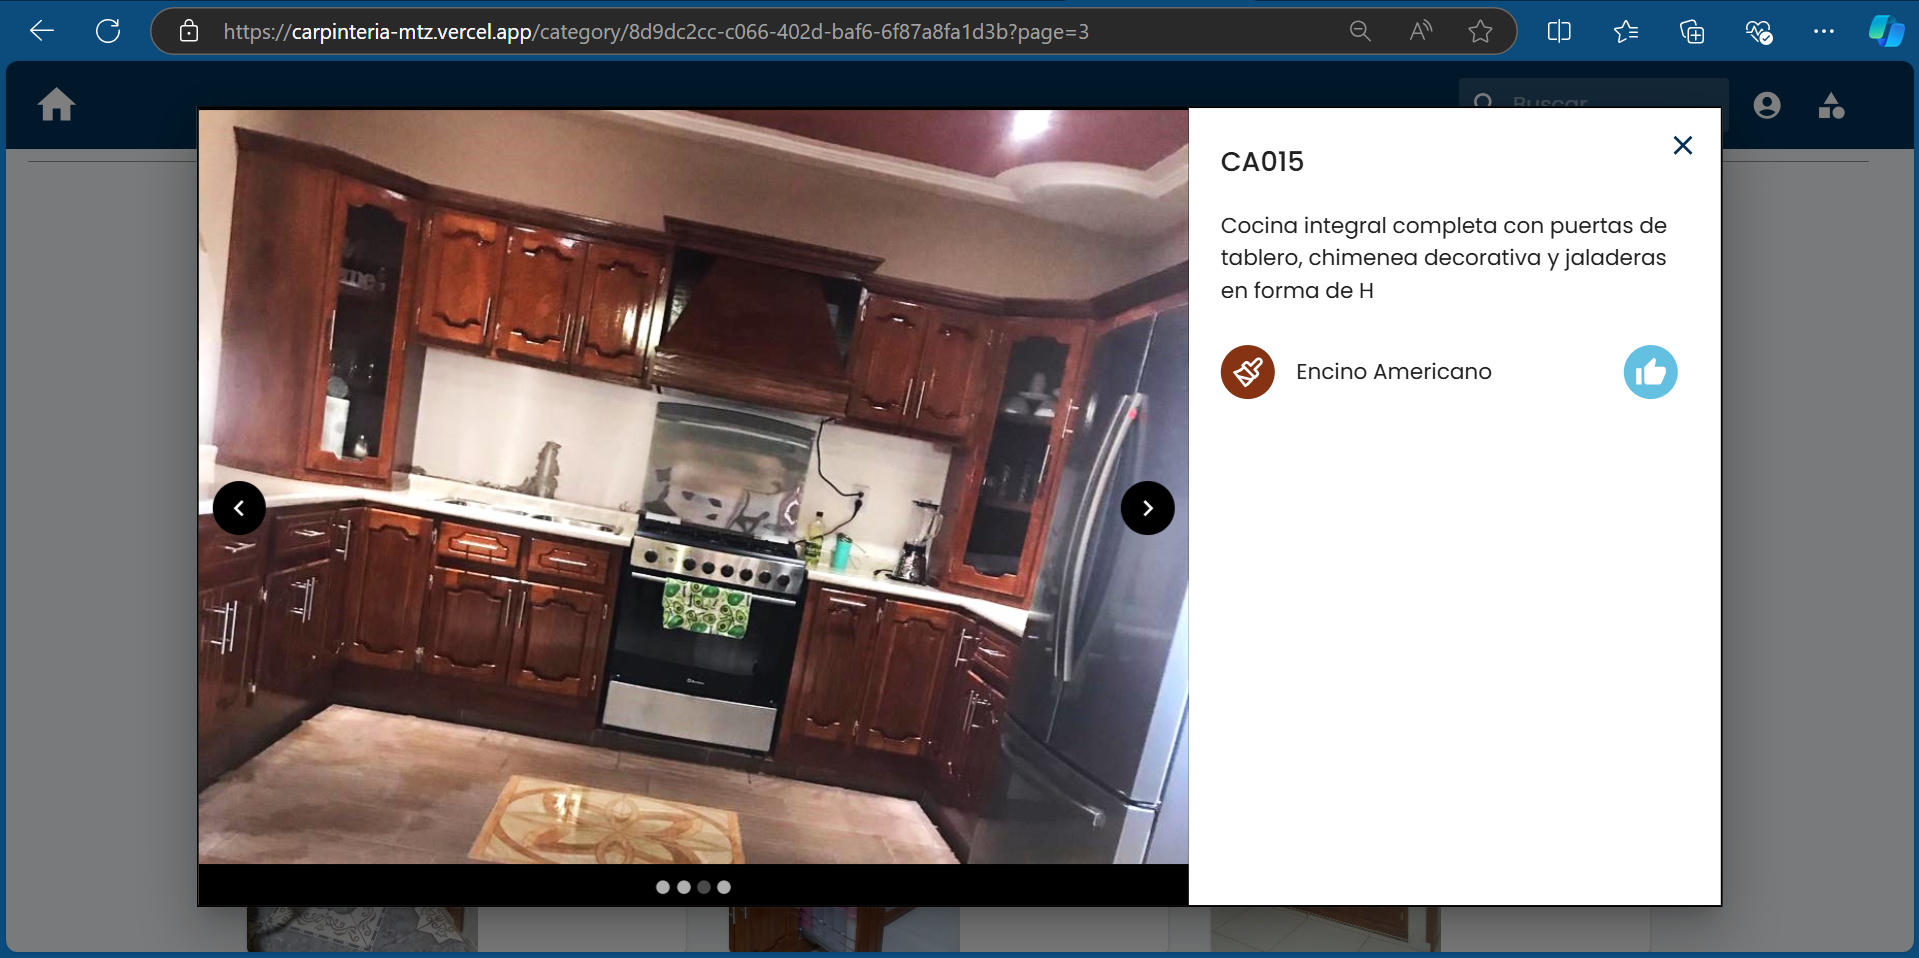 https://carpinteria-mtz.vercel.app/category/8d9dc2cc-c066-402d-baf6-6f87a8fa1d3b?page=3
Buscar
CA015
Cocina integral completa con puertas de
tablero, chimenea decorativa y jaladeras
en forma de H
Encino Americano